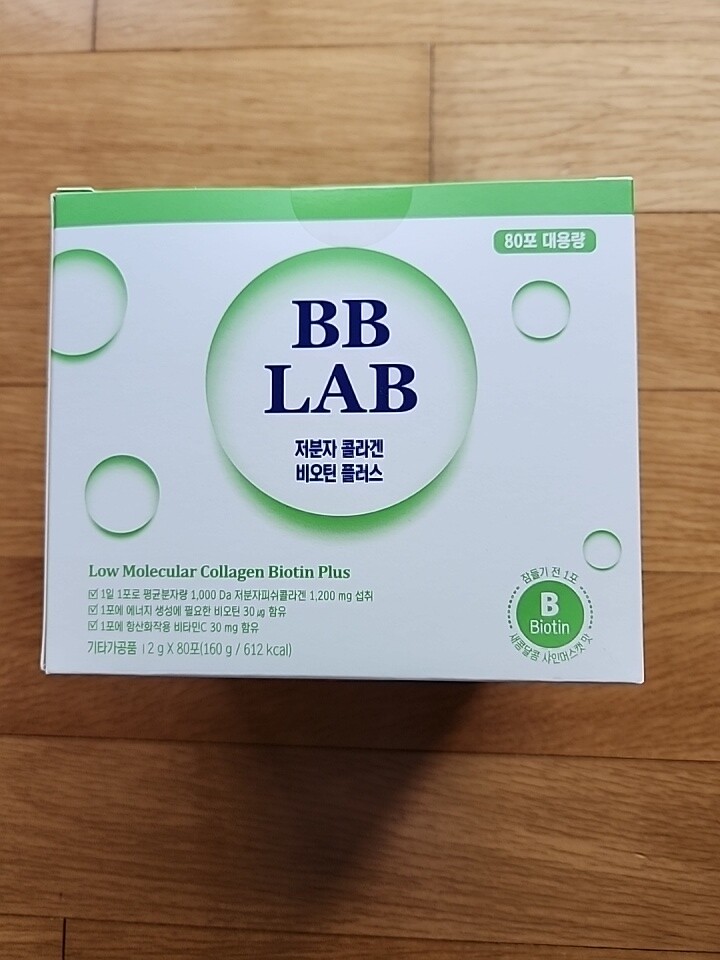 80포 대용량
BB
LAB
저분자 콜라겐
비오틴 플러스
Low Molecular Collagen Biotin Plus
1일 1포로 평균분자량 1,000 Da 저분자피쉬콜라겐 1,200 mg 섭취
1포에 에너지 생성에 필요한 비오틴 30 ㎍ 함유
1포에 항산화작용 비타민C 30 mg 함유
기타가공품 | 2 g X 80포(160 g / 612 kcal)
잠들기 전 1포
B
Biotin
새콤달콤 샤인머스캣 맛